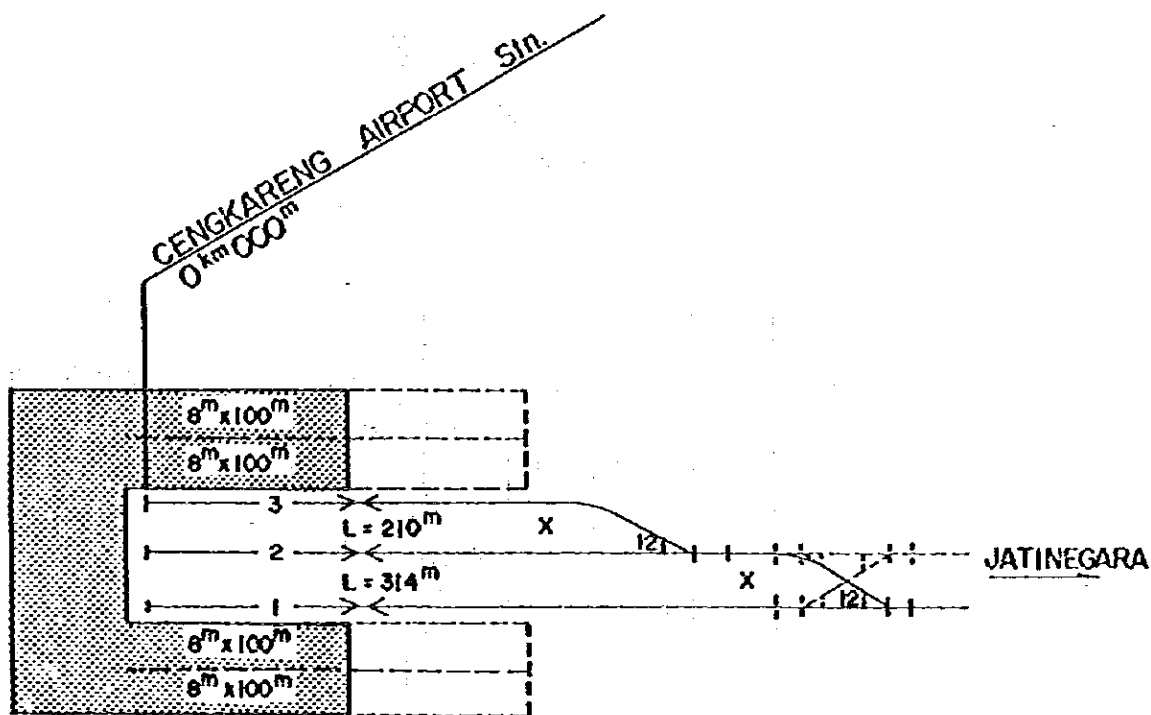 CENGKARENG AIRPORT Stn.
0km000m
8m x 100m
8m x 100m
3
L = 210m
X
2
12
JATINEGARA
L = 314m
X
1
12
8m x 100m
8m x 100m